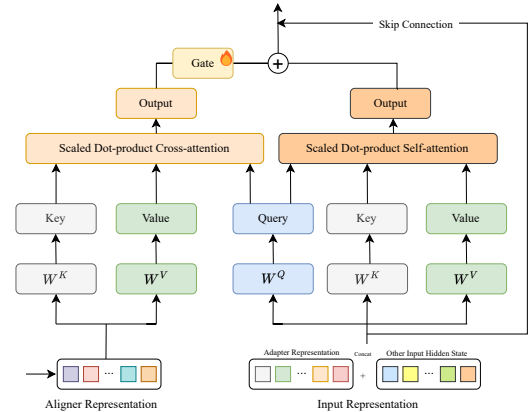 Skip Connection
Gate
+
Output
Output
Scaled Dot-product Cross-attention
Scaled Dot-product Self-attention
Key
Value
Query
Key
Value
W^K
W^V
W^Q
W^K
W^V
Adapter Representation
Concat
Other Input Hidden State
...
...
+
...
Aligner Representation
Input Representation